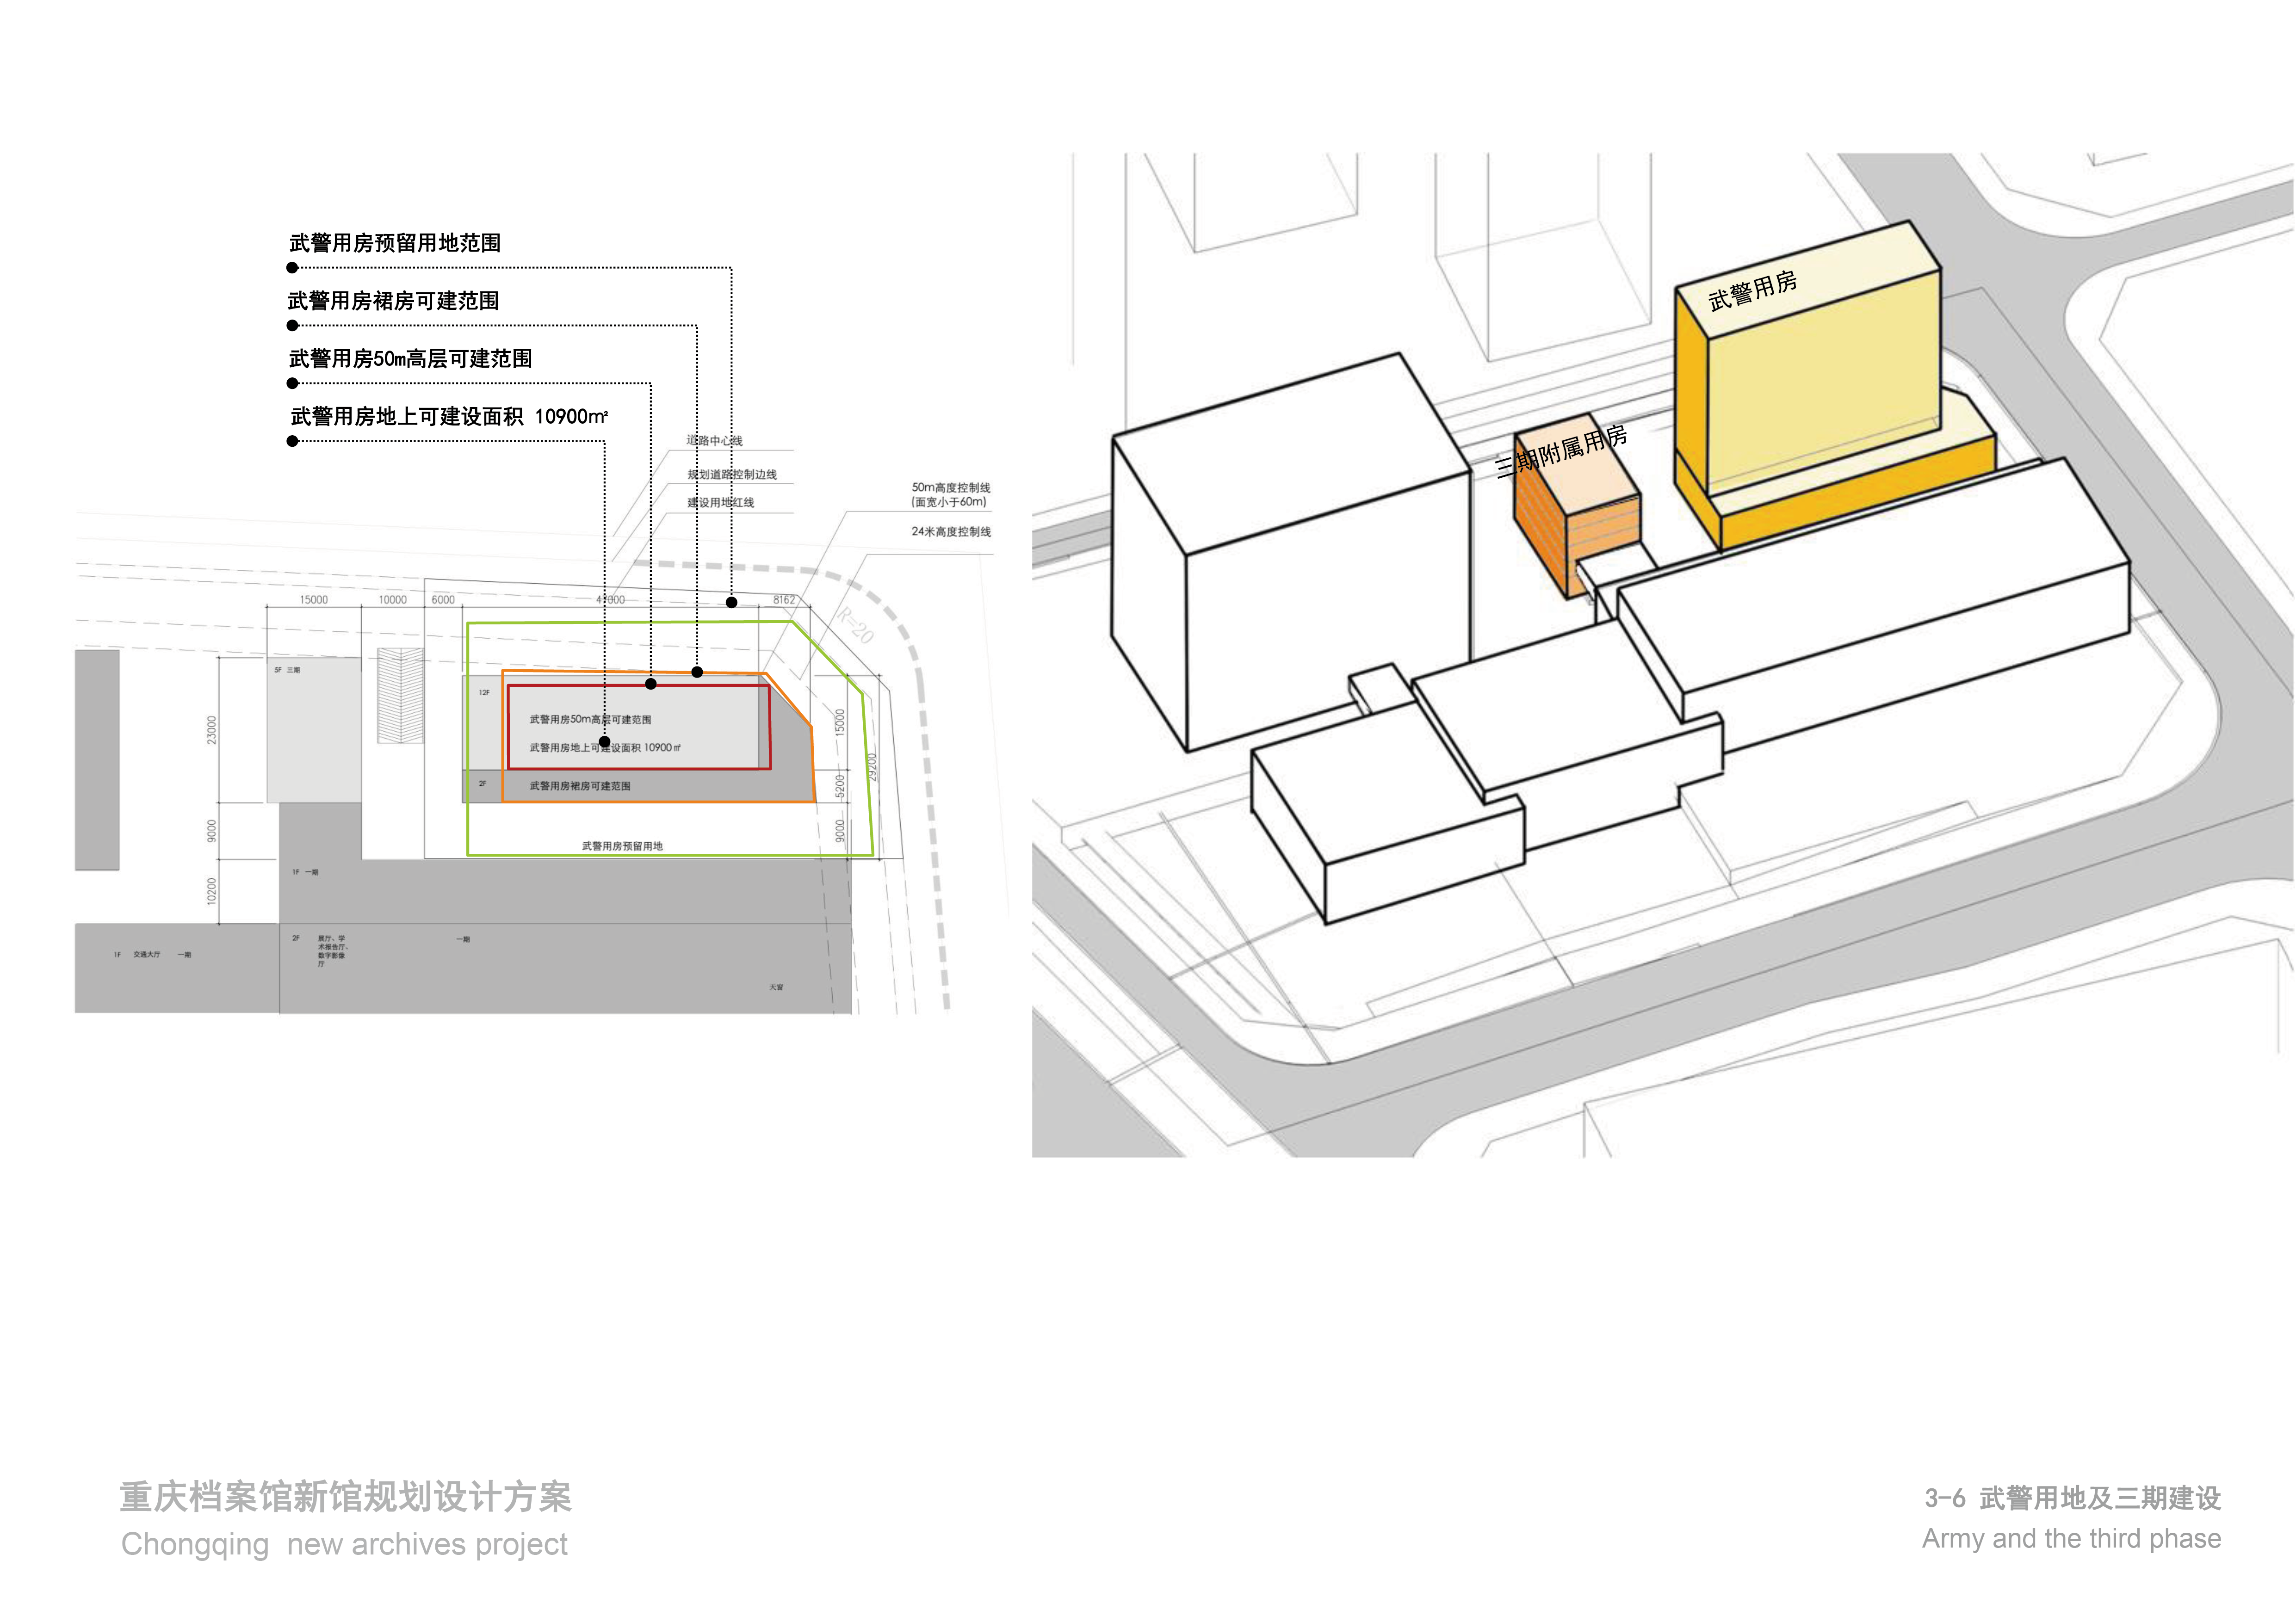 武警用房预留用地范围
武警用房裙房可建范围
武警用房50m高层可建范围
武警用房地上可建设面积 10900㎡
道路中心线
规划道路控制边线
建设用地红线
50m高度控制线
(面宽小于60m)
24米高度控制线
15000
10000
6000
47000
8162
R=20
5F 三期
12F
23000
武警用房50m高层可建范围
武警用房地上可建设面积 10900㎡
15000
29200
2F
武警用房裙房可建范围
5200
9000
武警用房预留用地
9000
1F 一期
10200
2F
展厅、学
术报告厅、
数字影像
厅
一期
1F 交通大厅 一期
天窗
武警用房
三期附属用房
重庆档案馆新馆规划设计方案
Chongqing new archives project
3-6 武警用地及三期建设
Army and the third phase